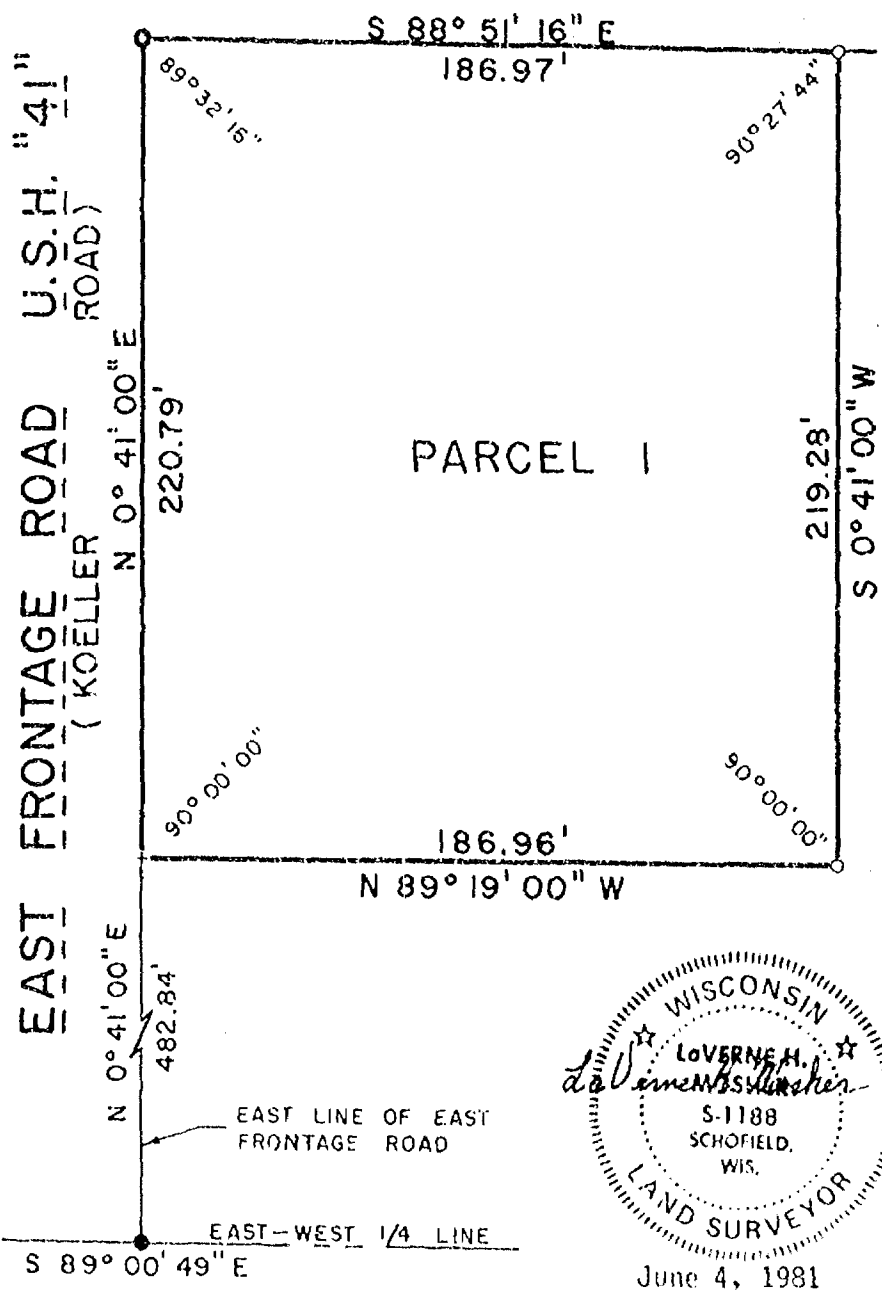 S 88° 51' 16" E
186.97'
89° 32' 16"
90° 27' 44"
EAST FRONTAGE ROAD U.S.H. "41"
( KOELLER ROAD)
N 0° 41' 00" E
220.79'
PARCEL 1
219.28'
S 0° 41' 00" W
90° 00' 00"
90° 00' 00"
186.96'
N 89° 19' 00" W
N 0° 41' 00" E
482.84'
EAST LINE OF EAST
FRONTAGE ROAD
EAST-WEST 1/4 LINE
S 89° 00' 49" E
WISCONSIN
LaVERNE H.
S-1188
SCHOFIELD,
WIS.
LAND SURVEYOR
June 4, 1981